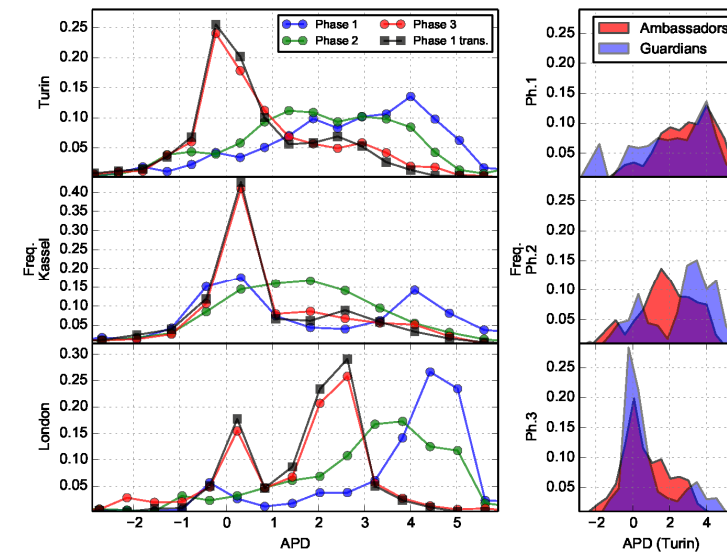 Phase 1
Phase 2
Phase 3
Phase 1 trans.
Turin
0.25
0.20
0.15
0.10
0.05
Freq.
Kassel
0.40
0.35
0.30
0.25
0.20
0.15
0.10
0.05
London
0.30
0.25
0.20
0.15
0.10
0.05
−2 −1 0 1 2 3 4 5
APD
Ambassadors
Guardians
Ph.1
0.25
0.20
0.15
0.10
0.05
Freq.
Ph.2
0.25
0.20
0.15
0.10
0.05
Ph.3
0.25
0.20
0.15
0.10
0.05
−2 0 2 4
APD (Turin)